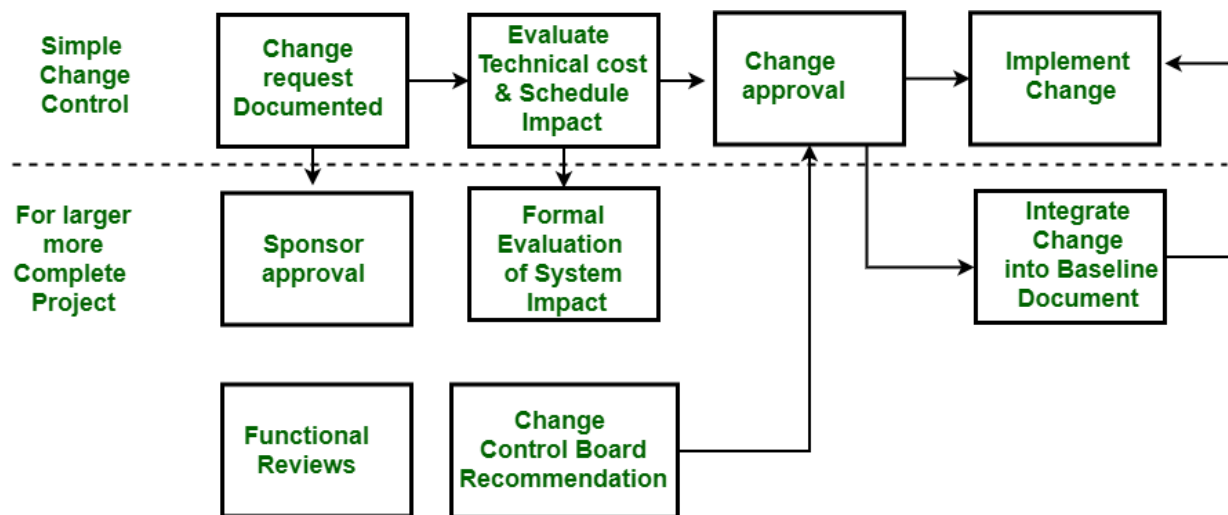 Simple
Change
Control
Change
request
Documented
Evaluate
Technical cost
& Schedule
Impact
Change
approval
Implement
Change
For larger
more
Complete
Project
Sponsor
approval
Formal
Evaluation
of System
Impact
Integrate
Change
into Baseline
Document
Functional
Reviews
Change
Control Board
Recommendation